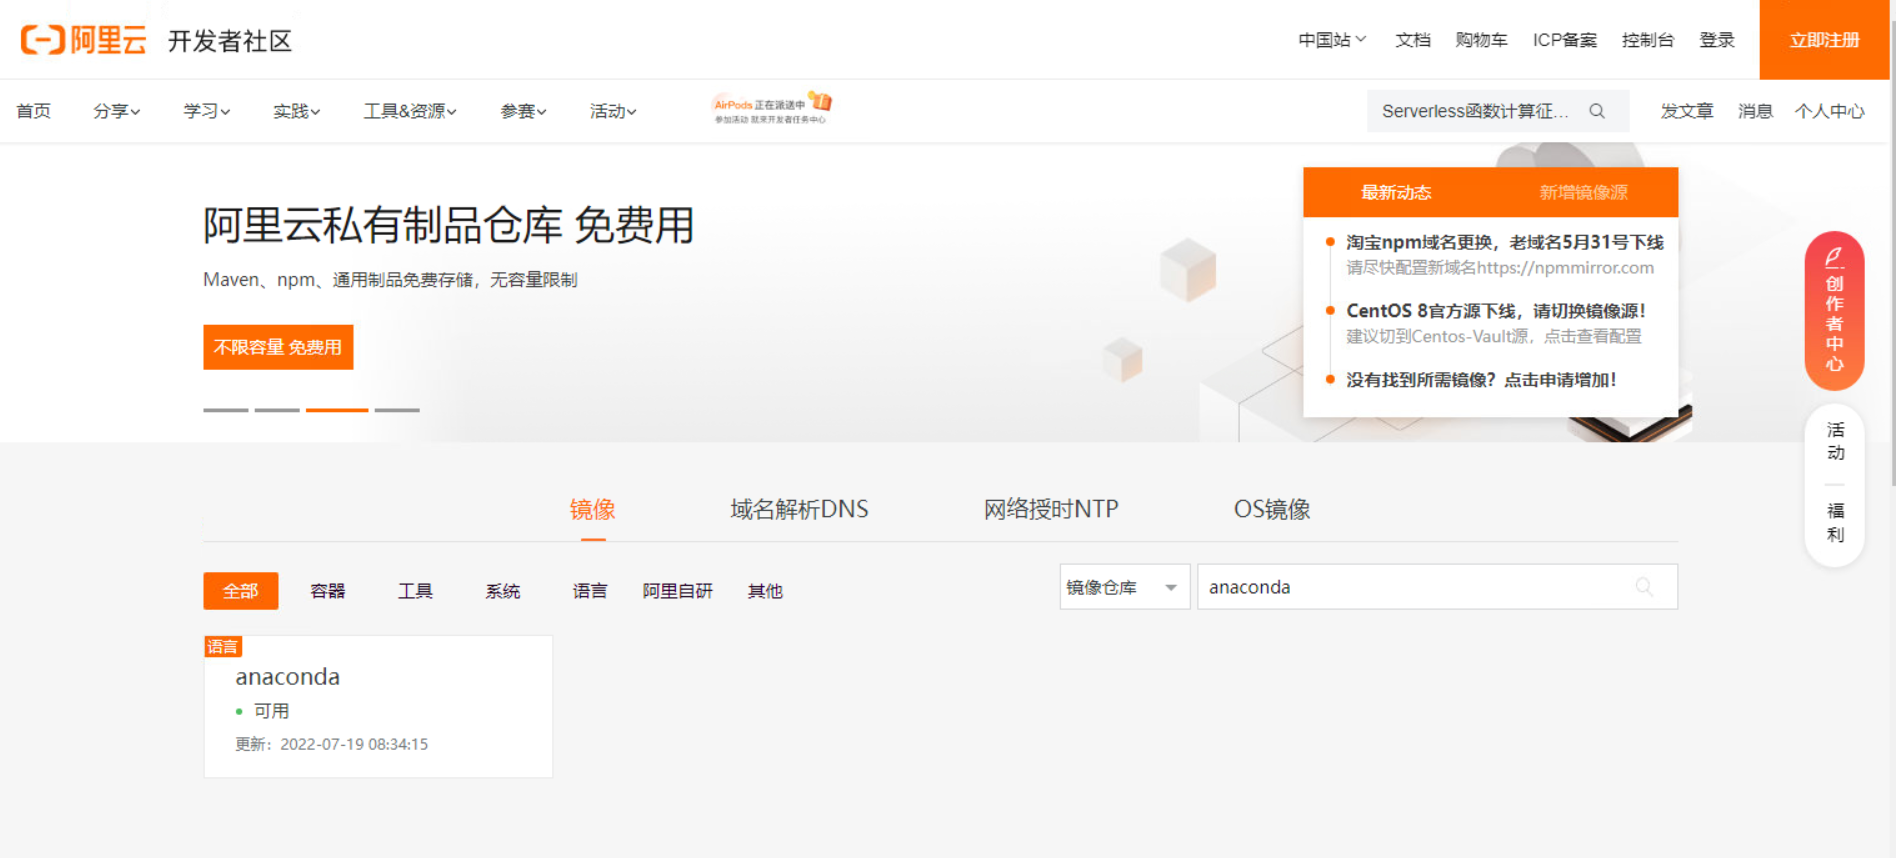 阿里云 开发者社区
中国站 文档 购物车 ICP备案 控制台 登录 立即注册
首页 分享 学习 实践 工具&资源 参赛 活动
AirPods 正在派送中
参加活动 就来开发者任务中心
Serverless函数计算征... 发文章 消息 个人中心
阿里云私有制品仓库 免费用
Maven、npm、通用制品免费存储，无容量限制
不限容量 免费用
最新动态 新增镜像源
淘宝npm域名更换，老域名5月31号下线
请尽快配置新域名https://npmmirror.com
CentOS 8官方源下线，请切换镜像源！
建议切到Centos-Vault源，点击查看配置
没有找到所需镜像？点击申请增加！
创作者中心
活动
福利
镜像 域名解析DNS 网络授时NTP OS镜像
全部 容器 工具 系统 语言 阿里自研 其他
镜像仓库 anaconda
语言
anaconda
可用
更新：2022-07-19 08:34:15